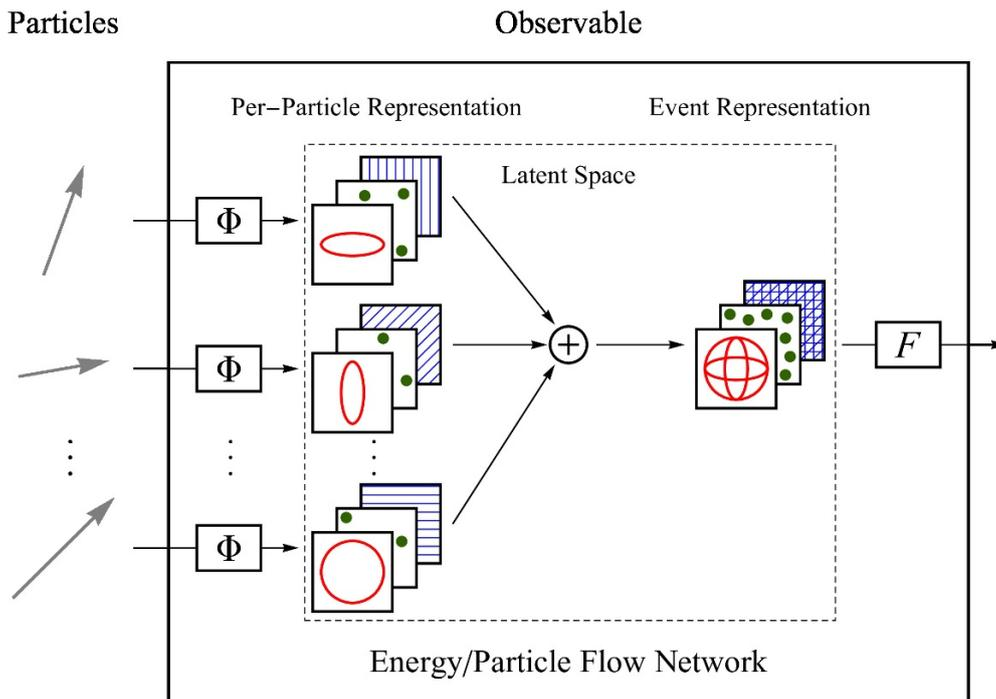 Particles
Observable
Per−Particle Representation
Event Representation
Latent Space
Φ
Φ
F
Φ
Energy/Particle Flow Network